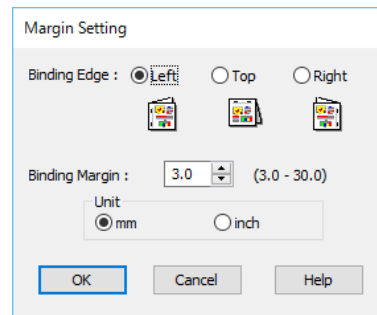 Margin Setting
Binding Edge : Left Top Right
Binding Margin : 3.0 (3.0 - 30.0)
Unit
mm inch
OK Cancel Help